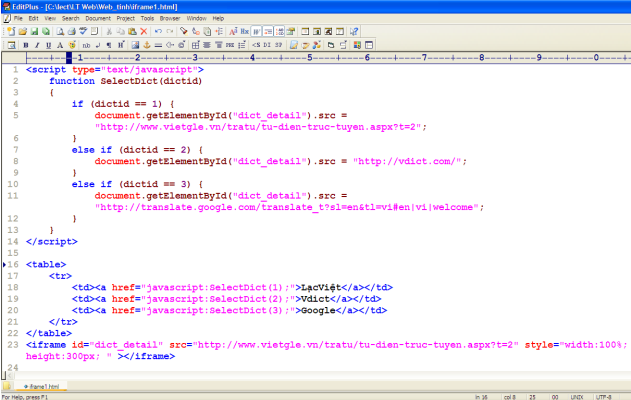 EditPlus - [C:\lect\LT Web\Web_tinh\iframe1.html]
File Edit View Search Document Project Tools Browser Window Help
1 <script type="text/javascript">
2 function SelectDict(dictid)
3 {
4 if (dictid == 1) {
5 document.getElementById("dict_detail").src =
"http://www.vietgle.vn/tratu/tu-dien-truc-tuyen.aspx?t=2";
6 }
7 else if (dictid == 2) {
8 document.getElementById("dict_detail").src = "http://vdict.com/";
9 }
10 else if (dictid == 3) {
11 document.getElementById("dict_detail").src =
"http://translate.google.com/translate_t?sl=en&tl=vi#en|vi|welcome";
12 }
13 }
14 </script>
15
16 <table>
17 <tr>
18 <td><a href="javascript:SelectDict(1);">LạcViệt</a></td>
19 <td><a href="javascript:SelectDict(2);">Vdict</a></td>
20 <td><a href="javascript:SelectDict(3);">Google</a></td>
21 </tr>
22 </table>
23 <iframe id="dict_detail" src="http://www.vietgle.vn/tratu/tu-dien-truc-tuyen.aspx?t=2" style="width:100%;
height:300px; " ></iframe>
24
iframe1.html
For Help, press F1 ln 16 col 8 25 00 UNIX UTF-8